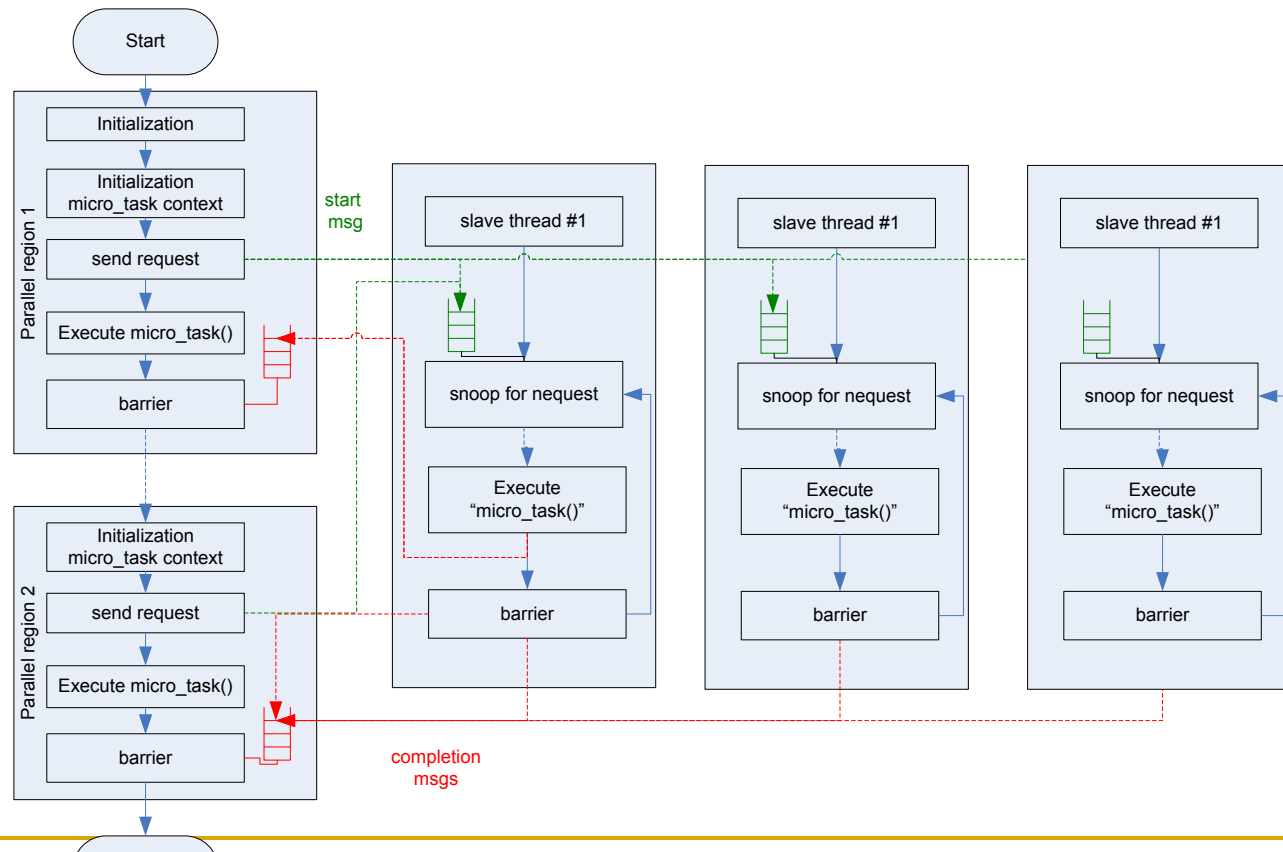 Start
Parallel region 1
Initialization
Initialization
micro_task context
send request
Execute micro_task()
barrier
start
msg
slave thread #1
snoop for nequest
Execute
“micro_task()”
barrier
slave thread #1
snoop for nequest
Execute
“micro_task()”
barrier
slave thread #1
snoop for nequest
Execute
“micro_task()”
barrier
Parallel region 2
Initialization
micro_task context
send request
Execute micro_task()
barrier
completion
msgs